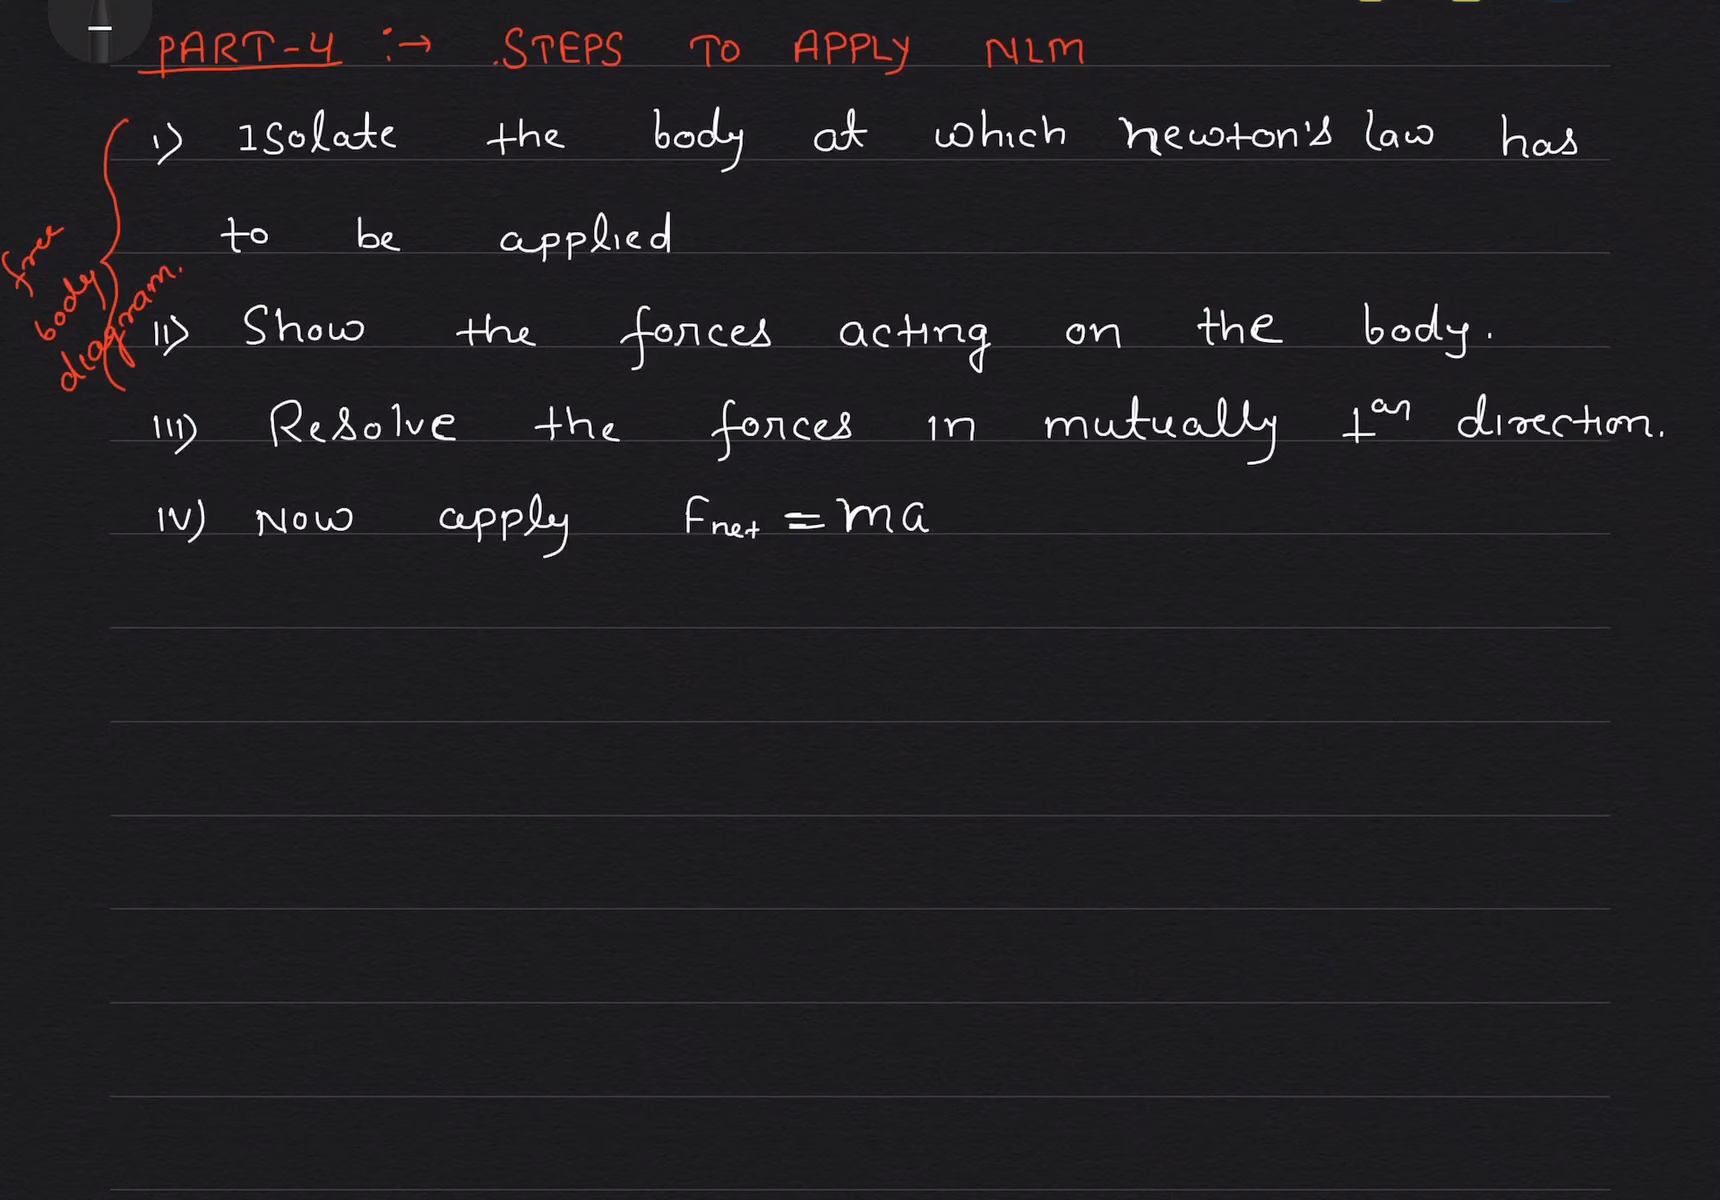 PART-4 :→ STEPS TO APPLY NLM
i) Isolate the body at which newton's law has
to be applied
free
body
diagram.
ii) Show the forces acting on the body.
iii) Resolve the forces in mutually ⊥ar direction.
iv) Now apply Fnet = ma